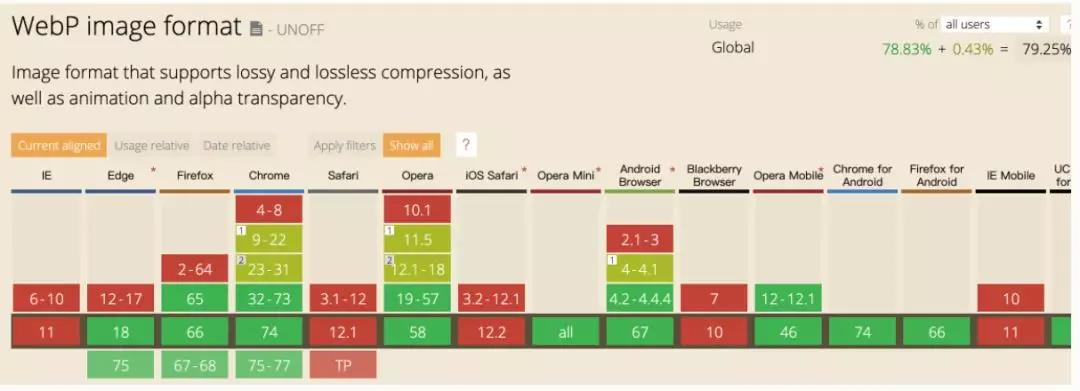 WebP image format - UNOFF
Usage % of all users ?
Global 78.83% + 0.43% = 79.25%
Image format that supports lossy and lossless compression, as
well as animation and alpha transparency.
Current aligned Usage relative Date relative Apply filters Show all ?
IE Edge * Firefox Chrome Safari Opera iOS Safari * Opera Mini * Android Browser * Blackberry Browser Opera Mobile * Chrome for Android Firefox for Android IE Mobile UC for
4-8 10.1
1 9-22 1 11.5 2.1-3
2-64 2 23-31 2 12.1-18 1 4-4.1
6-10 12-17 65 32-73 3.1-12 19-57 3.2-12.1 4.2-4.4.4 7 12-12.1 10
11 18 66 74 12.1 58 12.2 all 67 10 46 74 66 11
75 67-68 75-77 TP